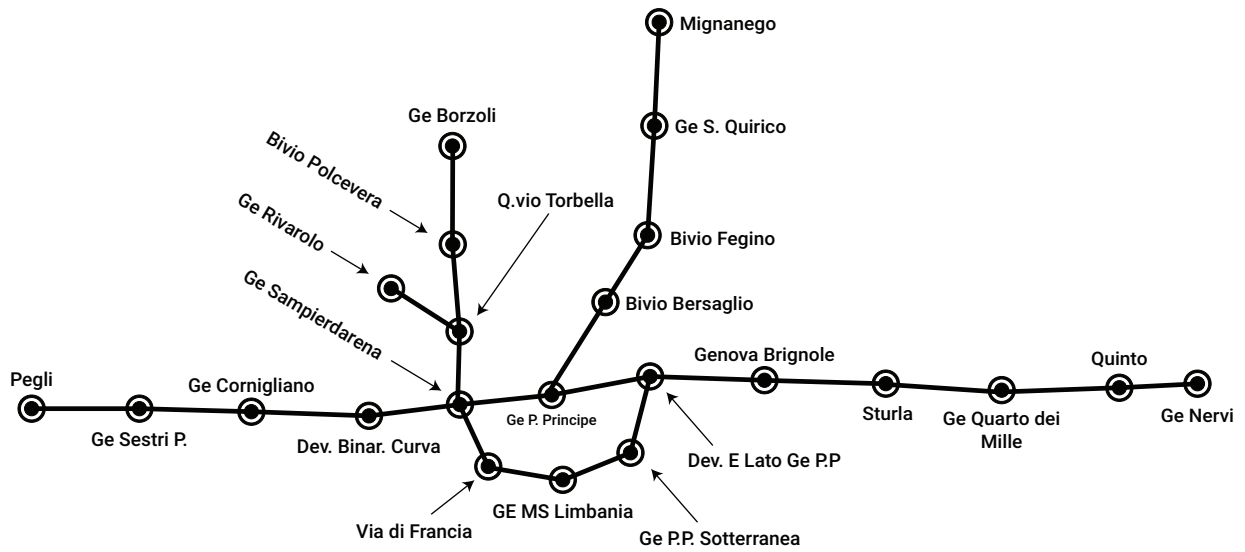 Mignanego
Ge Borzoli
Ge S. Quirico
Bivio Polcevera
Q.vio Torbella
Ge Rivarolo
Bivio Fegino
Ge Sampierdarena
Bivio Bersaglio
Genova Brignole
Quinto
Pegli
Ge Cornigliano
Ge P. Principe
Sturla
Ge Quarto dei
Mille
Ge Nervi
Ge Sestri P.
Dev. Binar. Curva
Dev. E Lato Ge P.P
GE MS Limbania
Via di Francia
Ge P.P. Sotterranea